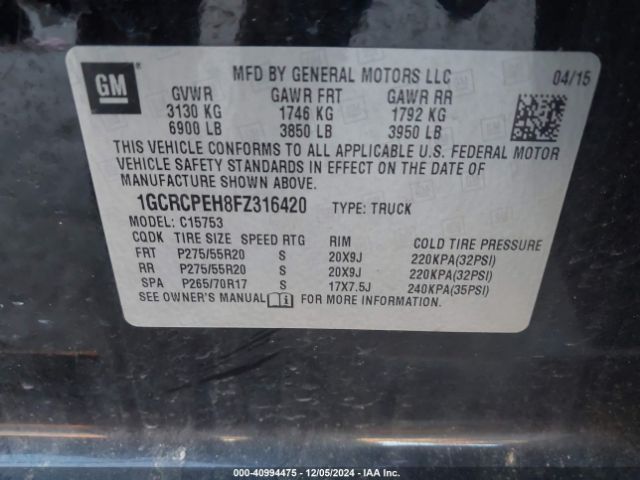 GM
MFD BY GENERAL MOTORS LLC 04/15
GVWR GAWR FRT GAWR RR
3130 KG 1746 KG 1792 KG
6900 LB 3850 LB 3950 LB
THIS VEHICLE CONFORMS TO ALL APPLICABLE U.S. FEDERAL MOTOR
VEHICLE SAFETY STANDARDS IN EFFECT ON THE DATE OF
MANUFACTURE SHOWN ABOVE.
1GCRCPEH8FZ316420 TYPE: TRUCK
MODEL: C15753
CQDK TIRE SIZE SPEED RTG RIM COLD TIRE PRESSURE
FRT P275/55R20 S 20X9J 220KPA(32PSI)
RR P275/55R20 S 20X9J 220KPA(32PSI)
SPA P265/70R17 S 17X7.5J 240KPA(35PSI)
SEE OWNER'S MANUAL FOR MORE INFORMATION.
000-40994475 - 12/05/2024 - IAA Inc.